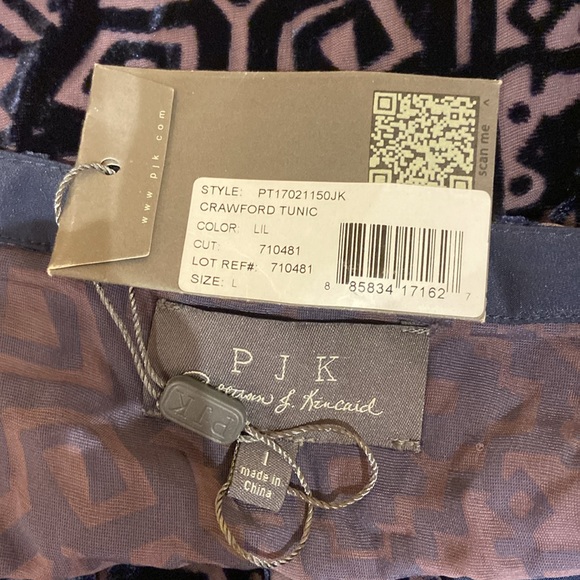 www.pjk.com
scan me >
STYLE: PT17021150JK
CRAWFORD TUNIC
COLOR: LIL
CUT: 710481
LOT REF#: 710481
SIZE: L
8 85834 17162 7
P J K
J. Kincaid
PJK
made in
China